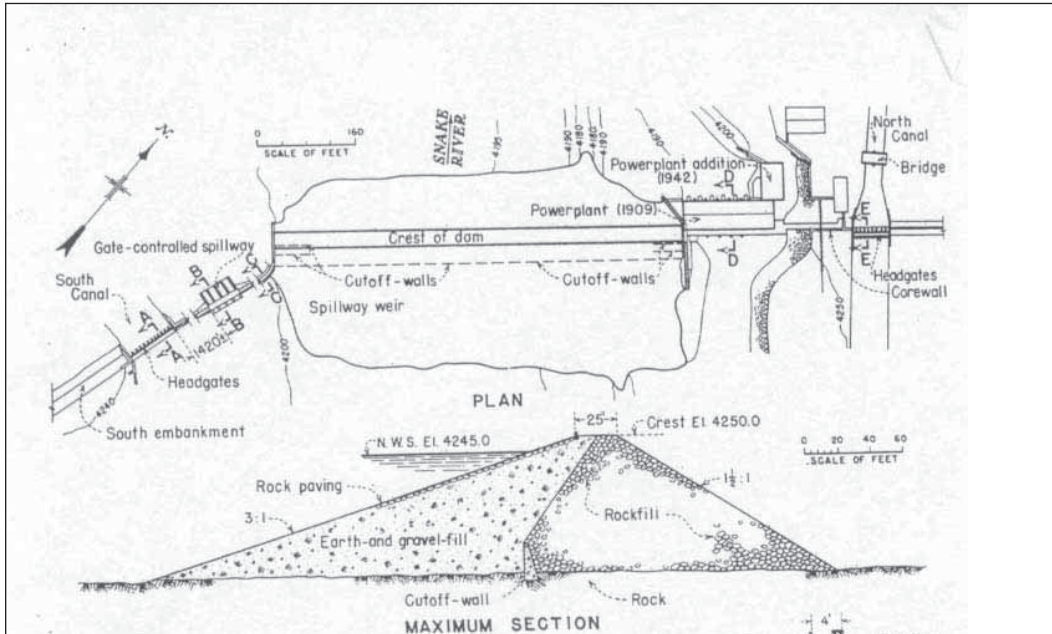 N.
0 160
SCALE OF FEET
SNAKE
RIVER
4195
4190
4180
4180
4190
4190
4200
North
Canal
Bridge
Powerplant addition
(1942)
D
Powerplant (1909)
E
E
D
Crest of dam
Gate-controlled spillway
B
C
Cutoff-walls
Cutoff-walls
Headgates
Corewall
South
Canal
A
C
B
Spillway weir
1420±
A
4200
4250
Headgates
4240
South embankment
PLAN
25'
Crest El. 4250.0
N.W.S. El. 4245.0
0 20 40 60
SCALE OF FEET
Rock paving
1½:1
3:1
Rockfill
Earth-and gravel-fill
Cutoff-wall
Rock
MAXIMUM SECTION
4'